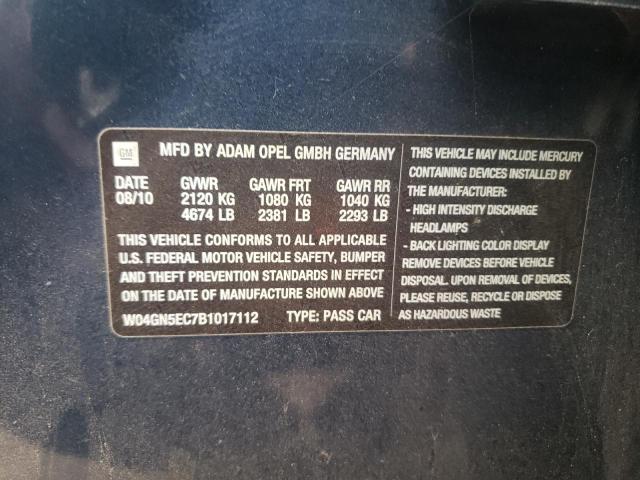 GM MFD BY ADAM OPEL GMBH GERMANY
DATE GVWR GAWR FRT GAWR RR
08/10 2120 KG 1080 KG 1040 KG
4674 LB 2381 LB 2293 LB
THIS VEHICLE CONFORMS TO ALL APPLICABLE
U.S. FEDERAL MOTOR VEHICLE SAFETY, BUMPER
AND THEFT PREVENTION STANDARDS IN EFFECT
ON THE DATE OF MANUFACTURE SHOWN ABOVE
W04GN5EC7B1017112 TYPE: PASS CAR
THIS VEHICLE MAY INCLUDE MERCURY
CONTAINING DEVICES INSTALLED BY
THE MANUFACTURER:
- HIGH INTENSITY DISCHARGE
HEADLAMPS
- BACK LIGHTING COLOR DISPLAY
REMOVE DEVICES BEFORE VEHICLE
DISPOSAL. UPON REMOVAL OF DEVICES,
PLEASE REUSE, RECYCLE OR DISPOSE
AS HAZARDOUS WASTE